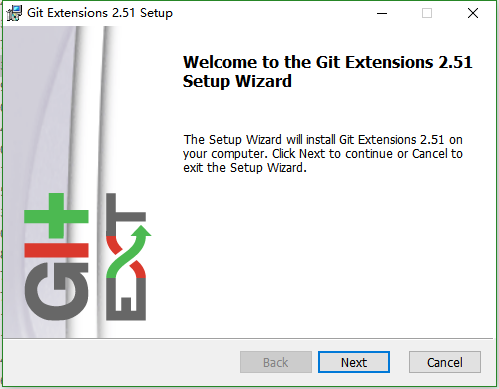 Git Extensions 2.51 Setup
Welcome to the Git Extensions 2.51
Setup Wizard
The Setup Wizard will install Git Extensions 2.51 on
your computer. Click Next to continue or Cancel to
exit the Setup Wizard.
GIt
EXT
Back
Next
Cancel